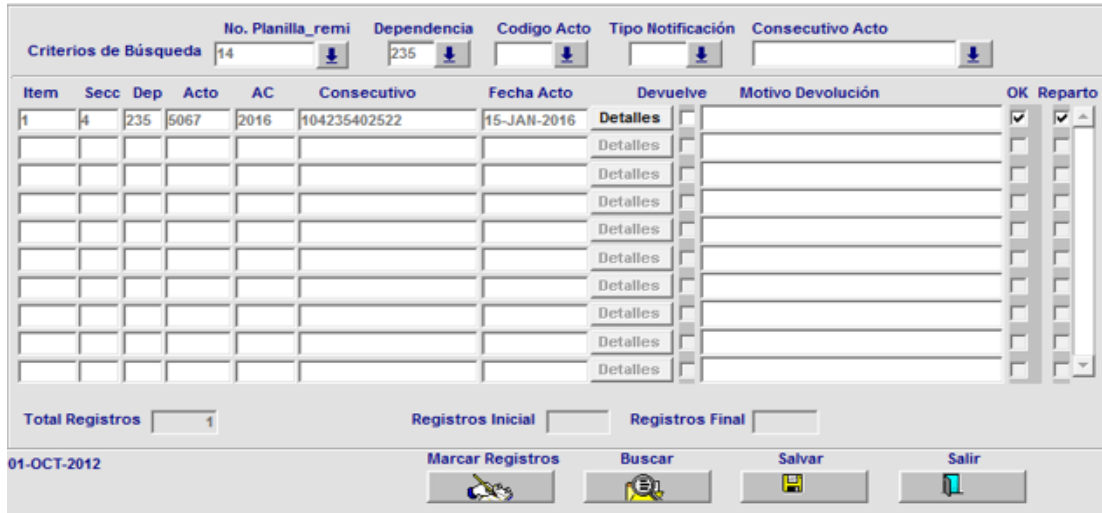 No. Planilla_remi Dependencia Codigo Acto Tipo Notificación Consecutivo Acto
Criterios de Búsqueda 14 235
Item Secc Dep Acto AC Consecutivo Fecha Acto Devuelve Motivo Devolución OK Reparto
1 4 235 5067 2016 104235402522 15-JAN-2016 Detalles
Detalles
Detalles
Detalles
Detalles
Detalles
Detalles
Detalles
Detalles
Detalles
Total Registros 1 Registros Inicial Registros Final
01-OCT-2012 Marcar Registros Buscar Salvar Salir